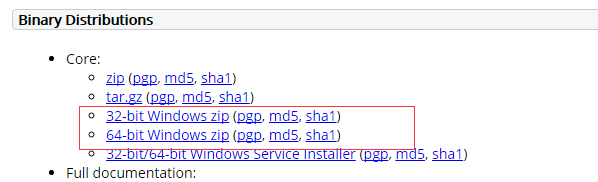 Binary Distributions
Core:
zip (pgp, md5, sha1)
tar.gz (pgp, md5, sha1)
32-bit Windows zip (pgp, md5, sha1)
64-bit Windows zip (pgp, md5, sha1)
32-bit/64-bit Windows Service Installer (pgp, md5, sha1)
Full documentation: